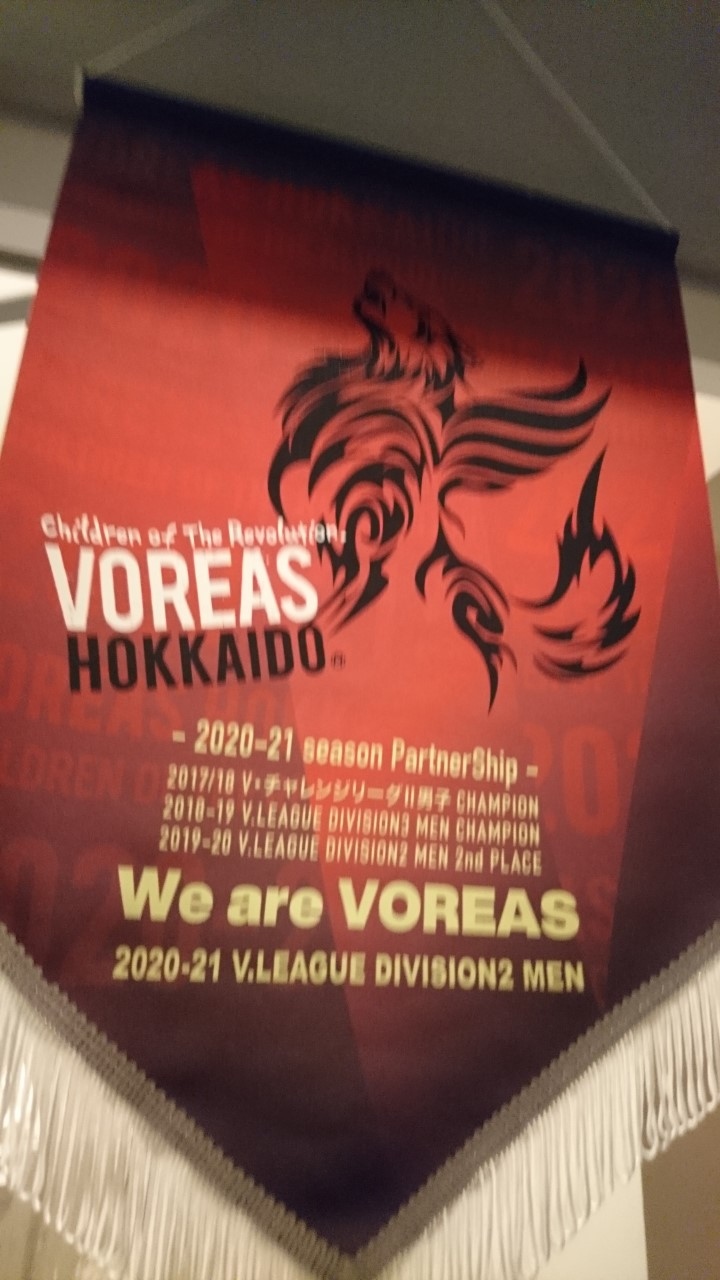 Children of The Revolution:
VOREAS
HOKKAIDO
- 2020-21 season PartnerShip -
2017/18 V・チャレンジリーグII男子 CHAMPION
2018-19 V.LEAGUE DIVISION3 MEN CHAMPION
2019-20 V.LEAGUE DIVISION2 MEN 2nd PLACE
We are VOREAS
2020-21 V.LEAGUE DIVISION2 MEN